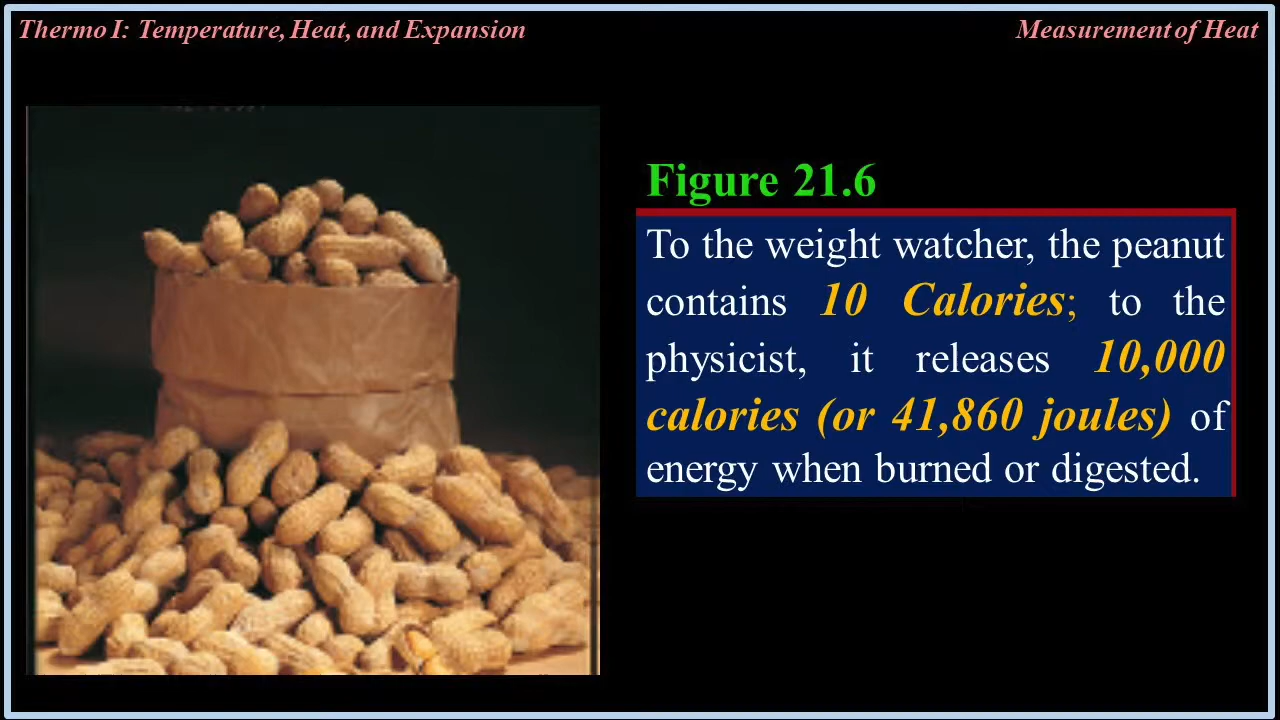 Thermo I: Temperature, Heat, and Expansion
Measurement of Heat
Figure 21.6
To the weight watcher, the peanut
contains 10 Calories; to the
physicist, it releases 10,000
calories (or 41,860 joules) of
energy when burned or digested.